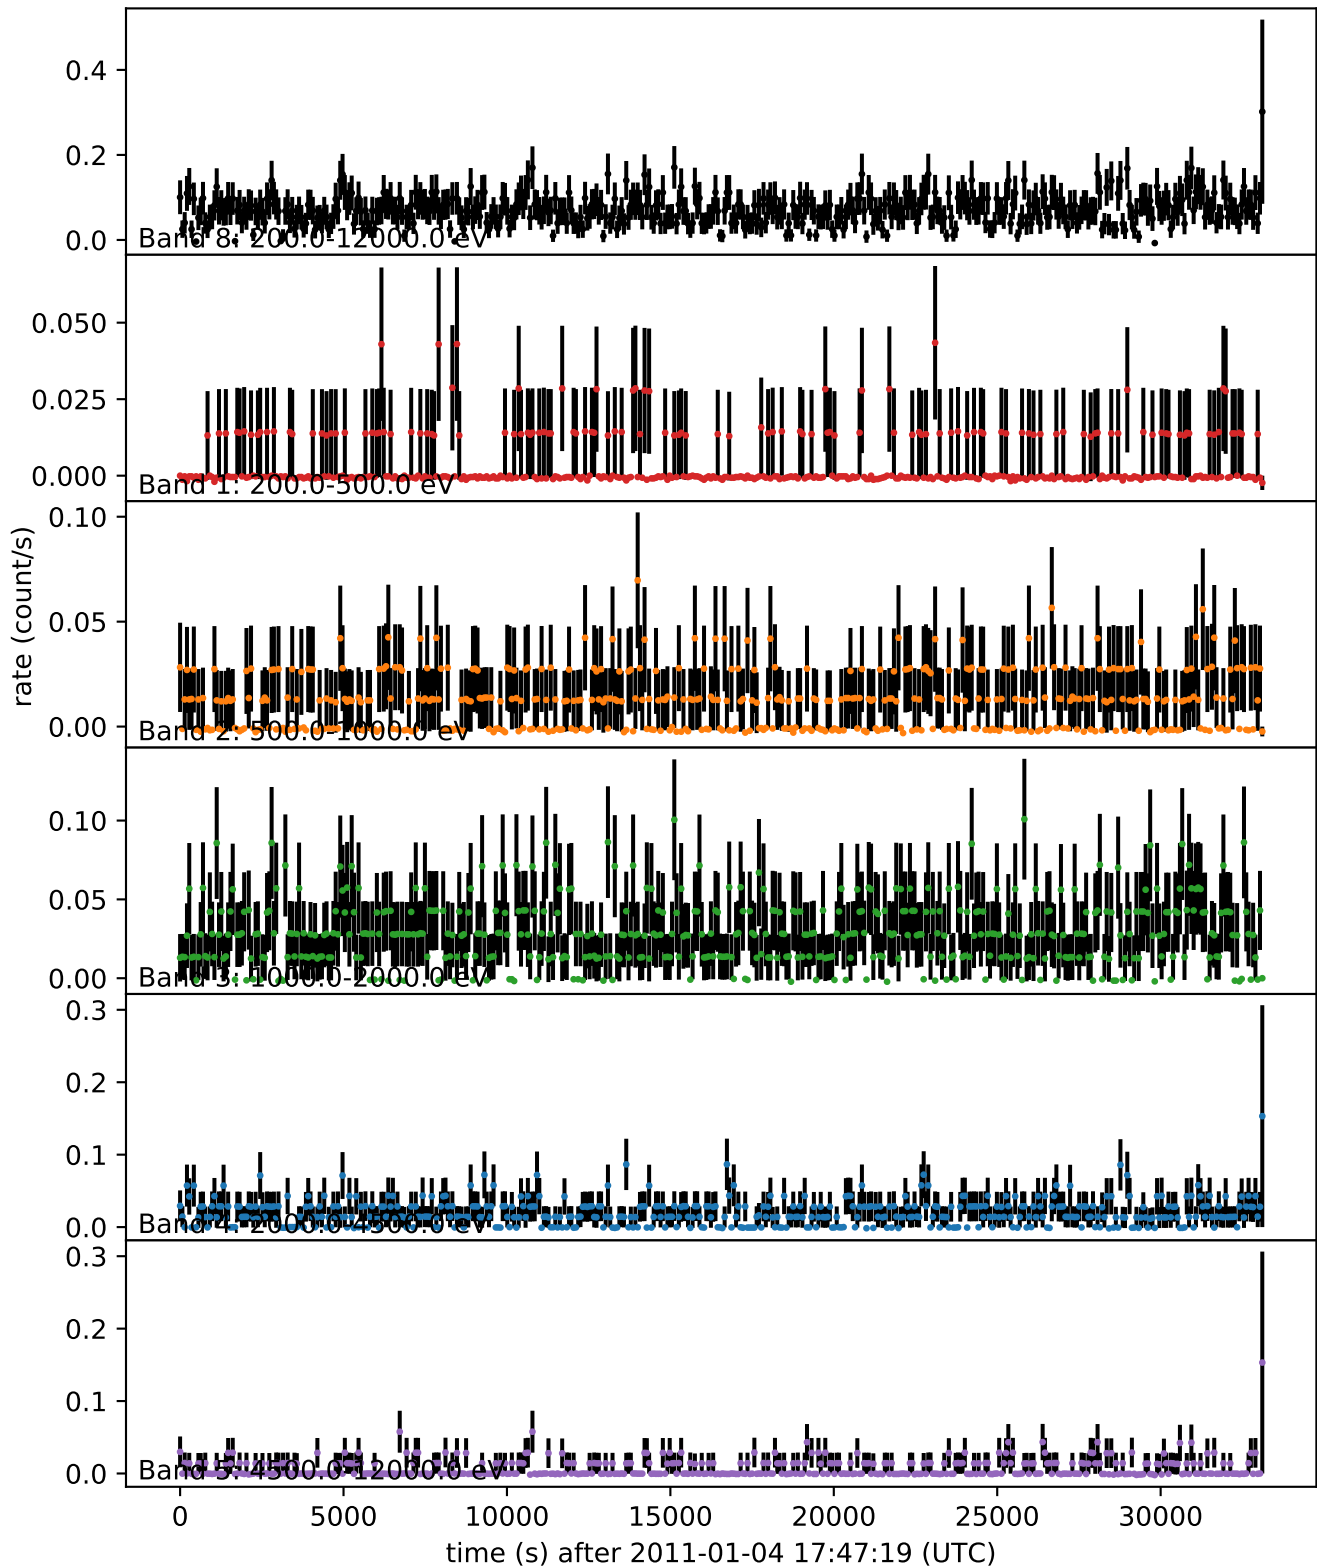 0.4
0.2
0.0
Band 8: 200.0-12000.0 eV
0.050
0.025
0.000
Band 1: 200.0-500.0 eV
0.10
0.05
0.00
Band 2: 500.0-1000.0 eV
rate (count/s)
0.10
0.05
0.00
Band 3: 1000.0-2000.0 eV
0.3
0.2
0.1
0.0
Band 4: 2000.0-4500.0 eV
0.3
0.2
0.1
0.0
Band 5: 4500.0-12000.0 eV
0 5000 10000 15000 20000 25000 30000
time (s) after 2011-01-04 17:47:19 (UTC)